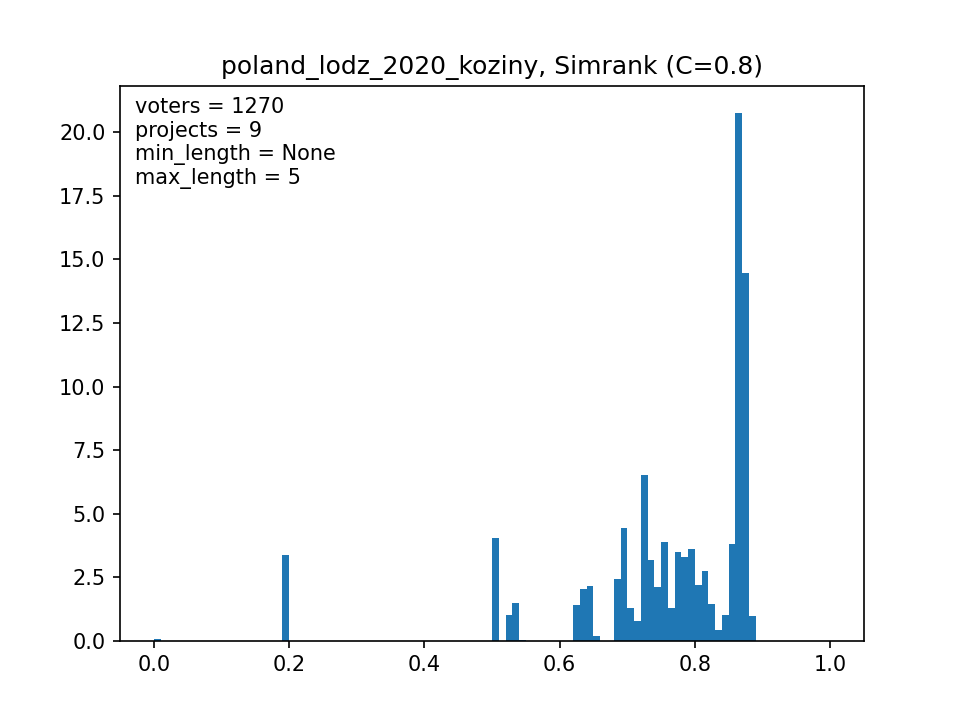 poland_lodz_2020_koziny, Simrank (C=0.8)
voters = 1270
projects = 9
min_length = None
max_length = 5
20.0
17.5
15.0
12.5
10.0
7.5
5.0
2.5
0.0
0.0 0.2 0.4 0.6 0.8 1.0